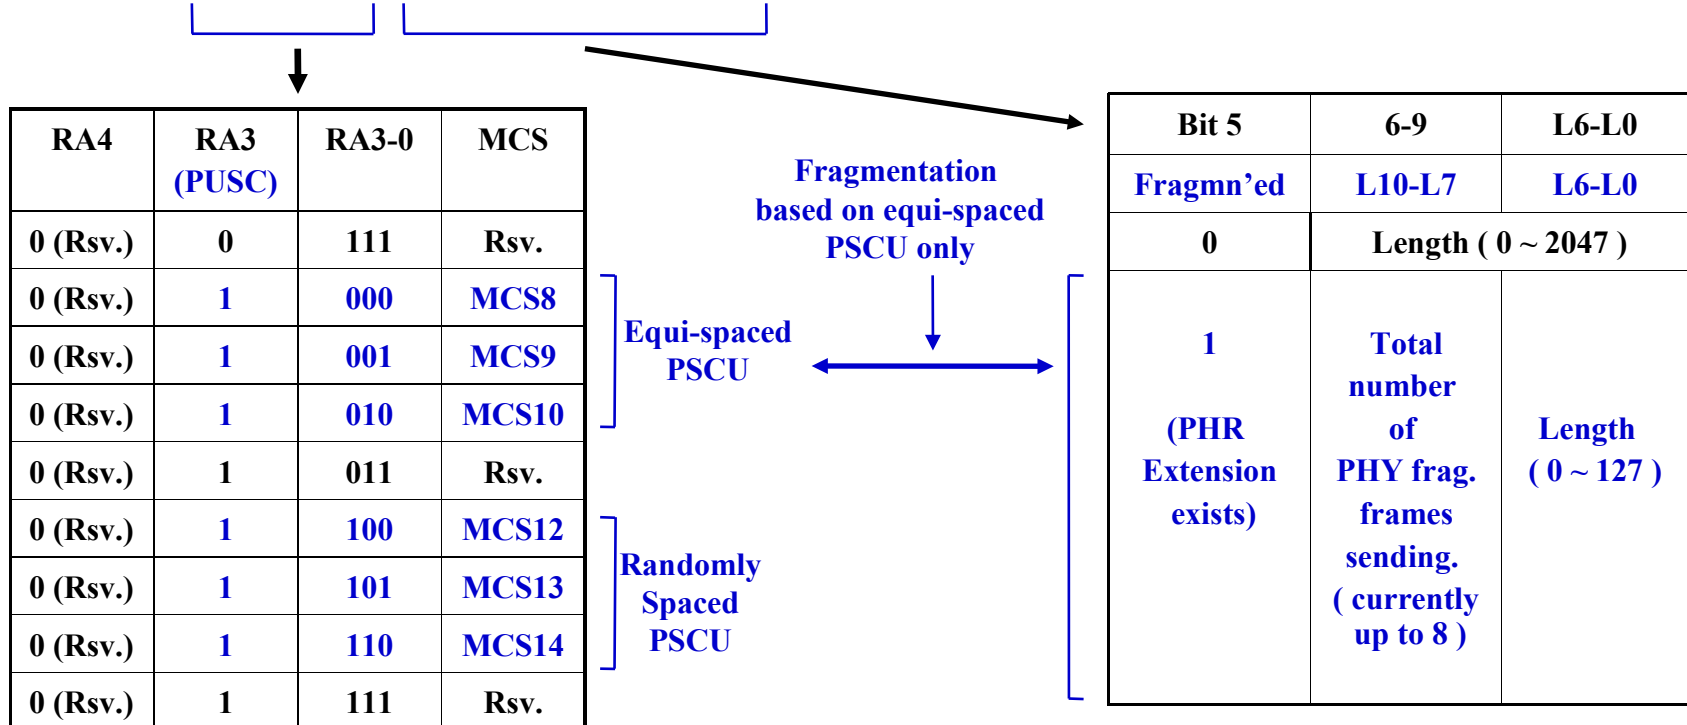 RA4 RA3 RA3-0 MCS
(PUSC)
0 (Rsv.) 0 111 Rsv.
0 (Rsv.) 1 000 MCS8
0 (Rsv.) 1 001 MCS9
0 (Rsv.) 1 010 MCS10
0 (Rsv.) 1 011 Rsv.
0 (Rsv.) 1 100 MCS12
0 (Rsv.) 1 101 MCS13
0 (Rsv.) 1 110 MCS14
0 (Rsv.) 1 111 Rsv.
Equi-spaced
PSCU
Randomly
Spaced
PSCU
Fragmentation
based on equi-spaced
PSCU only
Bit 5 6-9 L6-L0
Fragmn’ed L10-L7 L6-L0
0 Length ( 0 ~ 2047 )
1
(PHR
Extension
exists)
Total
number
of
PHY frag.
frames
sending.
( currently
up to 8 )
Length
( 0 ~ 127 )